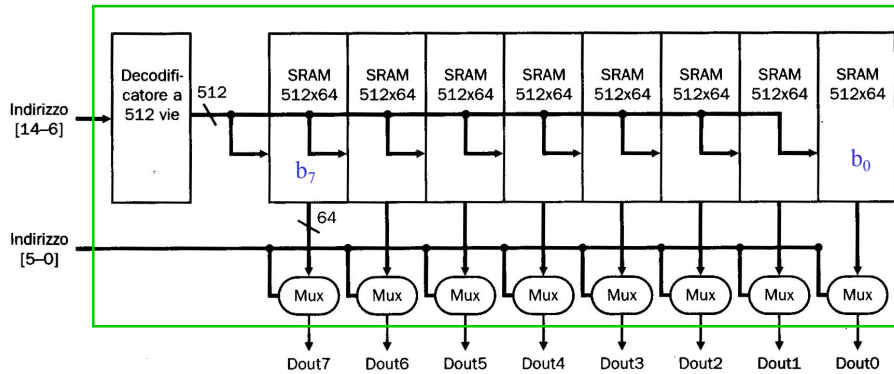 Decodifi-
catore a
512 vie
Indirizzo
[14–6]
512
SRAM
512x64
SRAM
512x64
SRAM
512x64
SRAM
512x64
SRAM
512x64
SRAM
512x64
SRAM
512x64
SRAM
512x64
b7
b0
64
Indirizzo
[5–0]
Mux
Mux
Mux
Mux
Mux
Mux
Mux
Mux
Dout7
Dout6
Dout5
Dout4
Dout3
Dout2
Dout1
Dout0